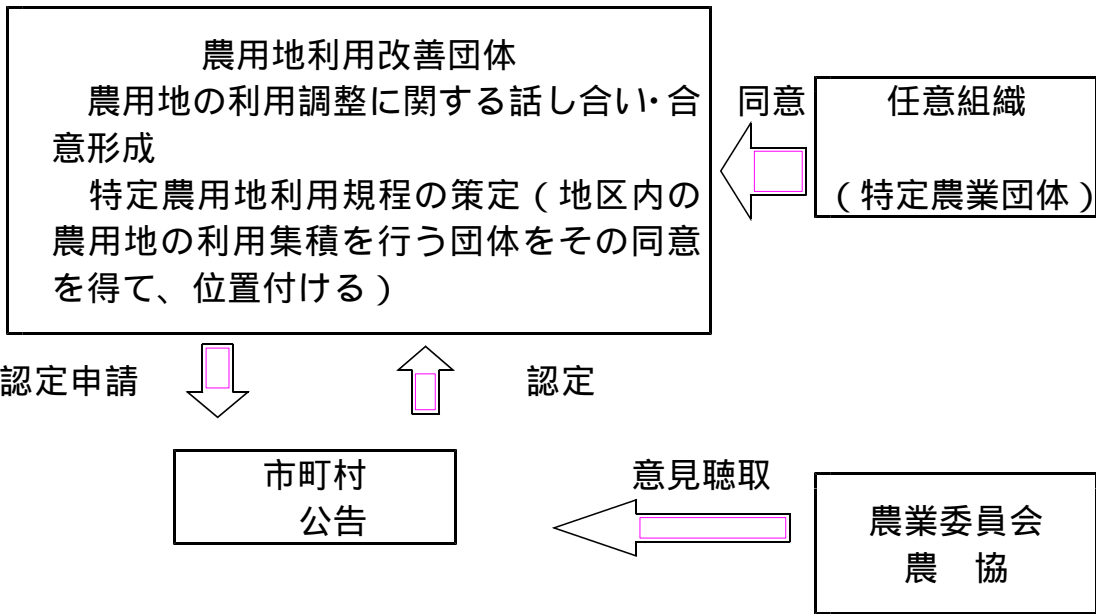 農用地利用改善団体
農用地の利用調整に関する話し合い・合
意形成
特定農用地利用規程の策定（地区内の
農用地の利用集積を行う団体をその同意
を得て、位置付ける）
同意
任意組織
（特定農業団体）
認定申請
認定
市町村
公告
意見聴取
農業委員会
農　協